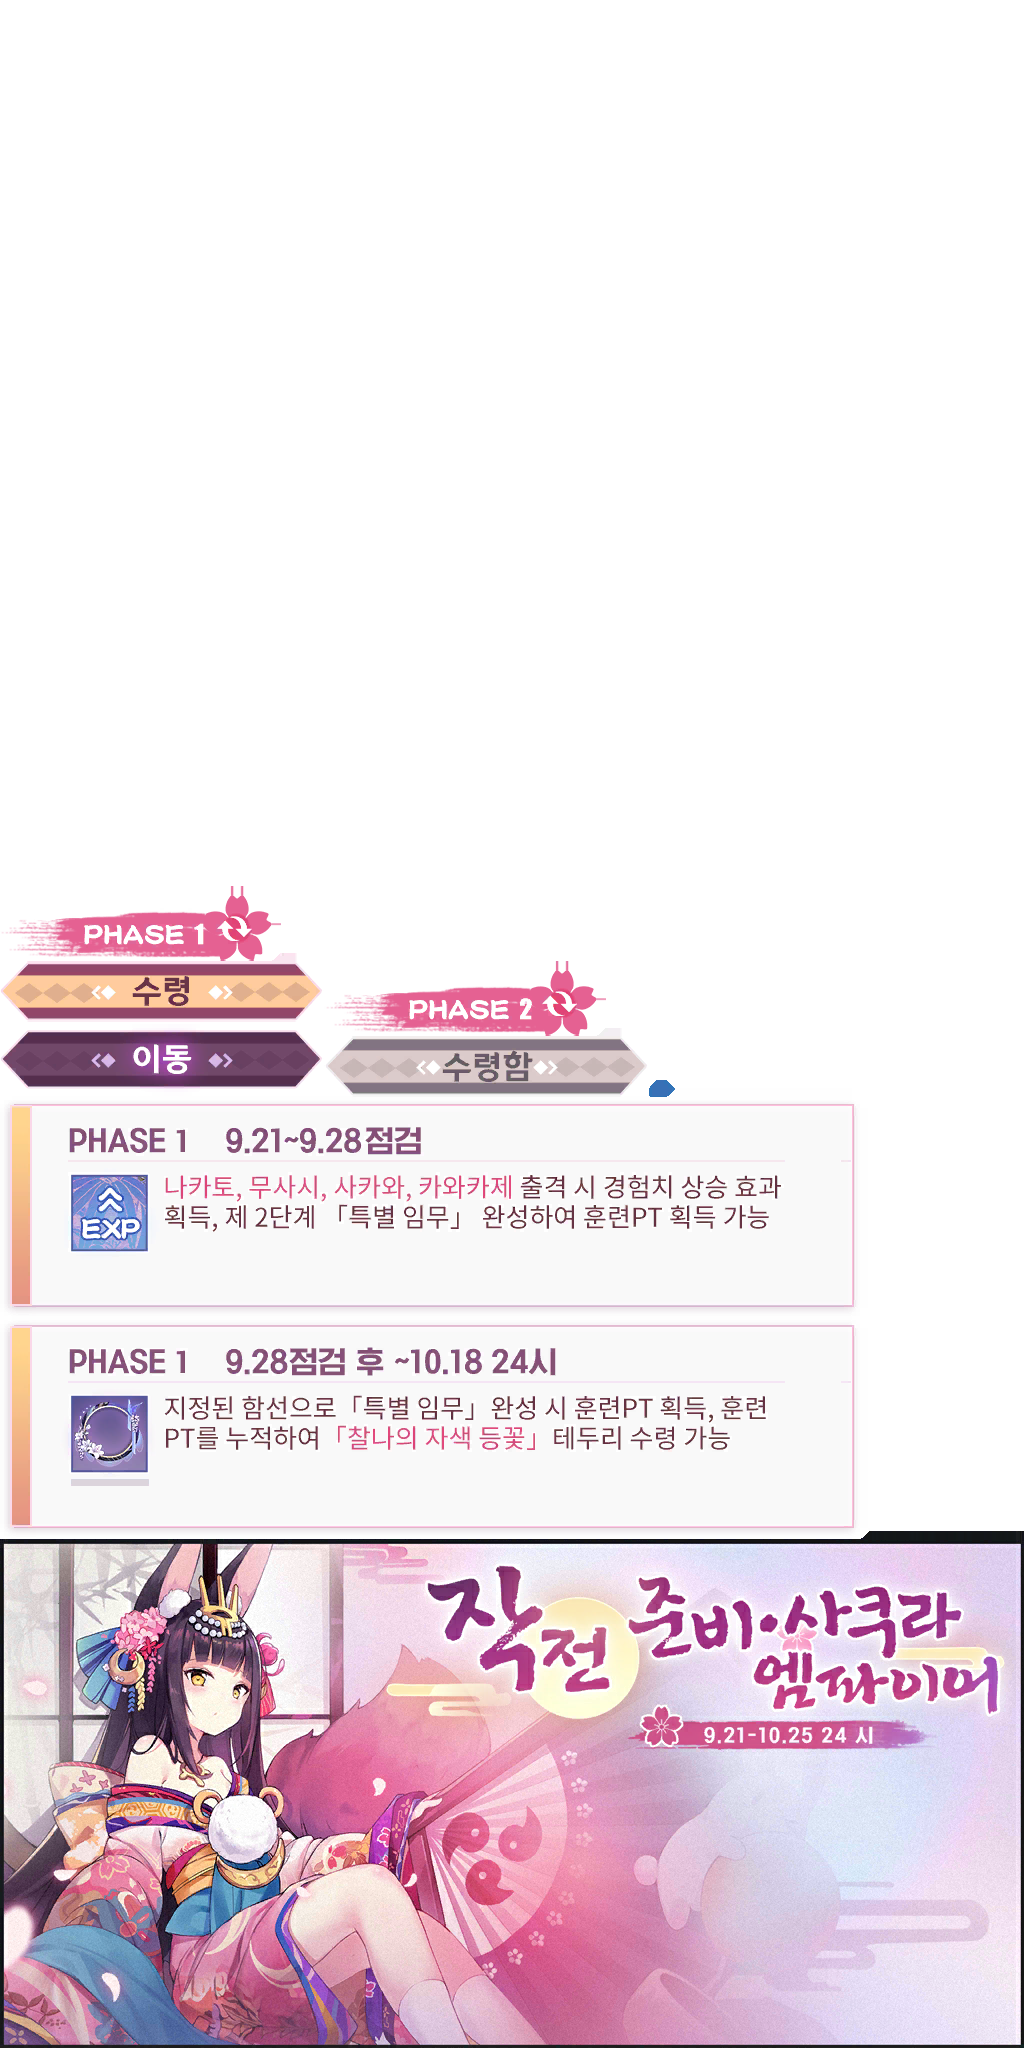 PHASE 1
수령
이동
PHASE 2
수령함
PHASE 1 9.21~9.28점검
EXP
나카토, 무사시, 사카와, 카와카제 출격 시 경험치 상승 효과
획득, 제 2단계 「특별 임무」 완성하여 훈련PT 획득 가능
PHASE 1 9.28점검 후 ~10.18 24시
지정된 함선으로「특별 임무」완성 시 훈련PT 획득, 훈련
PT를 누적하여「찰나의 자색 등꽃」테두리 수령 가능
작전 준비·사쿠라
엠파이어
9.21-10.25 24 시